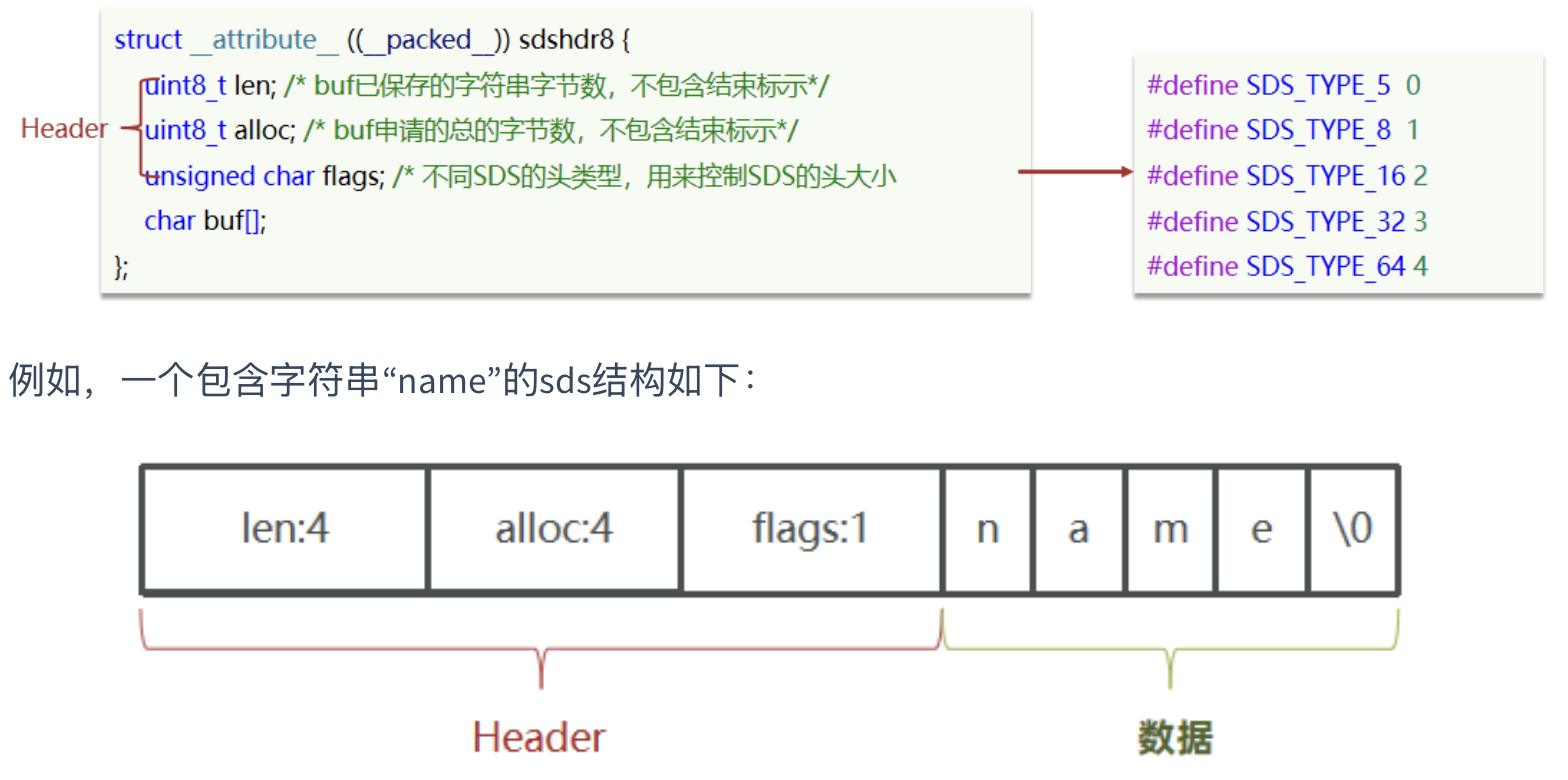 struct __attribute__ ((__packed__)) sdshdr8 {
uint8_t len; /* buf已保存的字符串字节数，不包含结束标示*/
Header
uint8_t alloc; /* buf申请的总的字节数，不包含结束标示*/
unsigned char flags; /* 不同SDS的头类型，用来控制SDS的头大小
char buf[];
};
#define SDS_TYPE_5 0
#define SDS_TYPE_8 1
#define SDS_TYPE_16 2
#define SDS_TYPE_32 3
#define SDS_TYPE_64 4
例如，一个包含字符串“name”的sds结构如下：
len:4 alloc:4 flags:1 n a m e \0
Header 数据